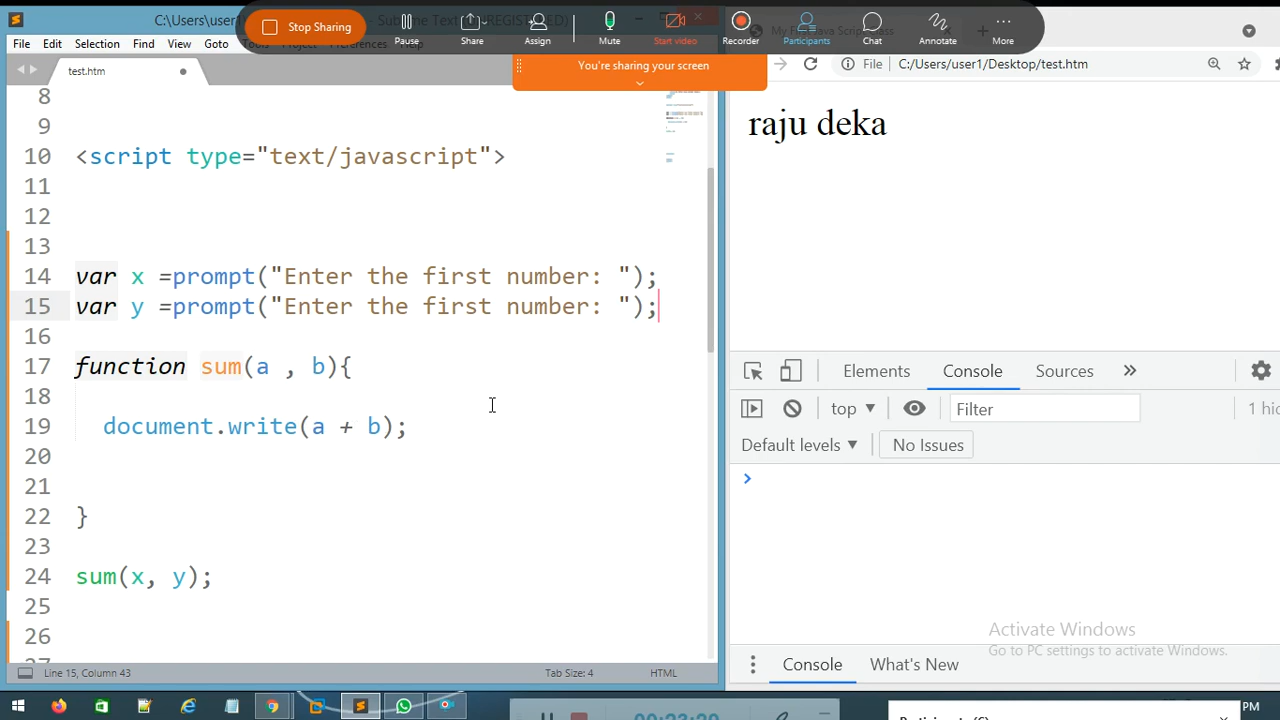 C:\Users\user1\
Stop Sharing
Pause
Share
Assign
Mute
Start video
Recorder
Participants
Chat
Annotate
More
File Edit Selection Find View Goto
You're sharing your screen
test.htm
File C:/Users/user1/Desktop/test.htm
raju deka
8
9
10 <script type="text/javascript">
11
12
13
14 var x =prompt("Enter the first number: ");
15 var y =prompt("Enter the first number: ");
16
17 function sum(a , b){
18
19 document.write(a + b);
20
21
22 }
23
24 sum(x, y);
25
26
27
Elements Console Sources
top Filter
Default levels No Issues
Activate Windows
Go to PC settings to activate Windows.
Console What's New
Line 15, Column 43 Tab Size: 4 HTML
PM